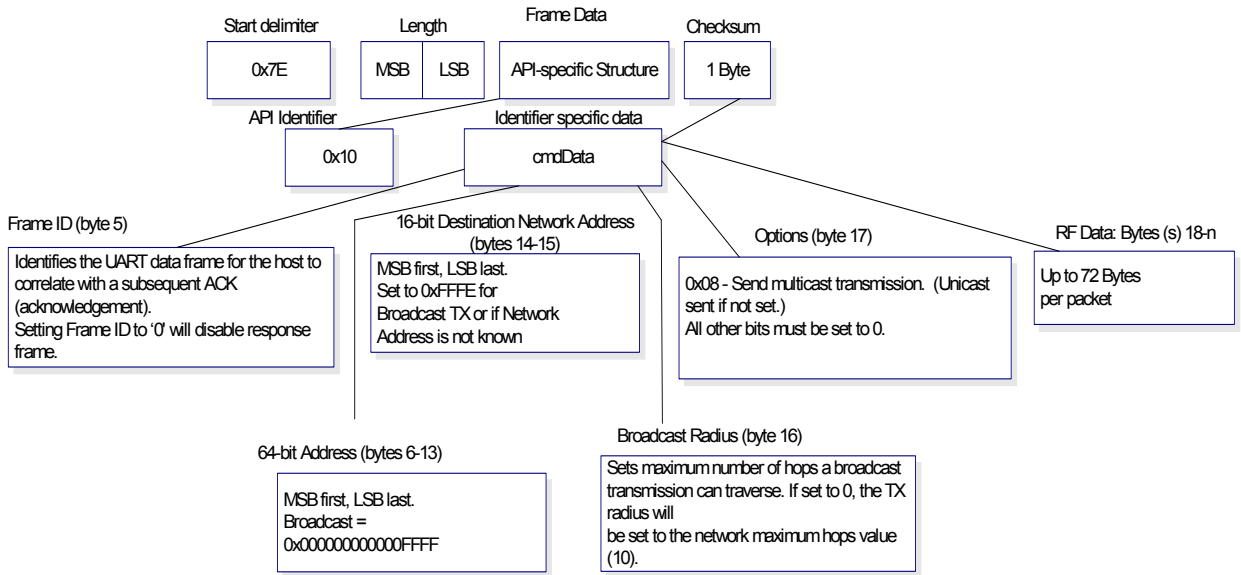 Start delimiter
Length
Frame Data
Checksum
0x7E
MSB
LSB
API-specific Structure
1 Byte
API Identifier
Identifier specific data
0x10
cmdData
Frame ID (byte 5)
Identifies the UART data frame for the host to
correlate with a subsequent ACK
(acknowledgement).
Setting Frame ID to ‘0' will disable response
frame.
16-bit Destination Network Address
(bytes 14-15)
MSB first, LSB last.
Set to 0xFFFE for
Broadcast TX or if Network
Address is not known
Options (byte 17)
0x08 - Send multicast transmission. (Unicast
sent if not set.)
All other bits must be set to 0.
RF Data: Bytes (s) 18-n
Up to 72 Bytes
per packet
64-bit Address (bytes 6-13)
MSB first, LSB last.
Broadcast =
0x000000000000FFFF
Broadcast Radius (byte 16)
Sets maximum number of hops a broadcast
transmission can traverse. If set to 0, the TX
radius will
be set to the network maximum hops value
(10).